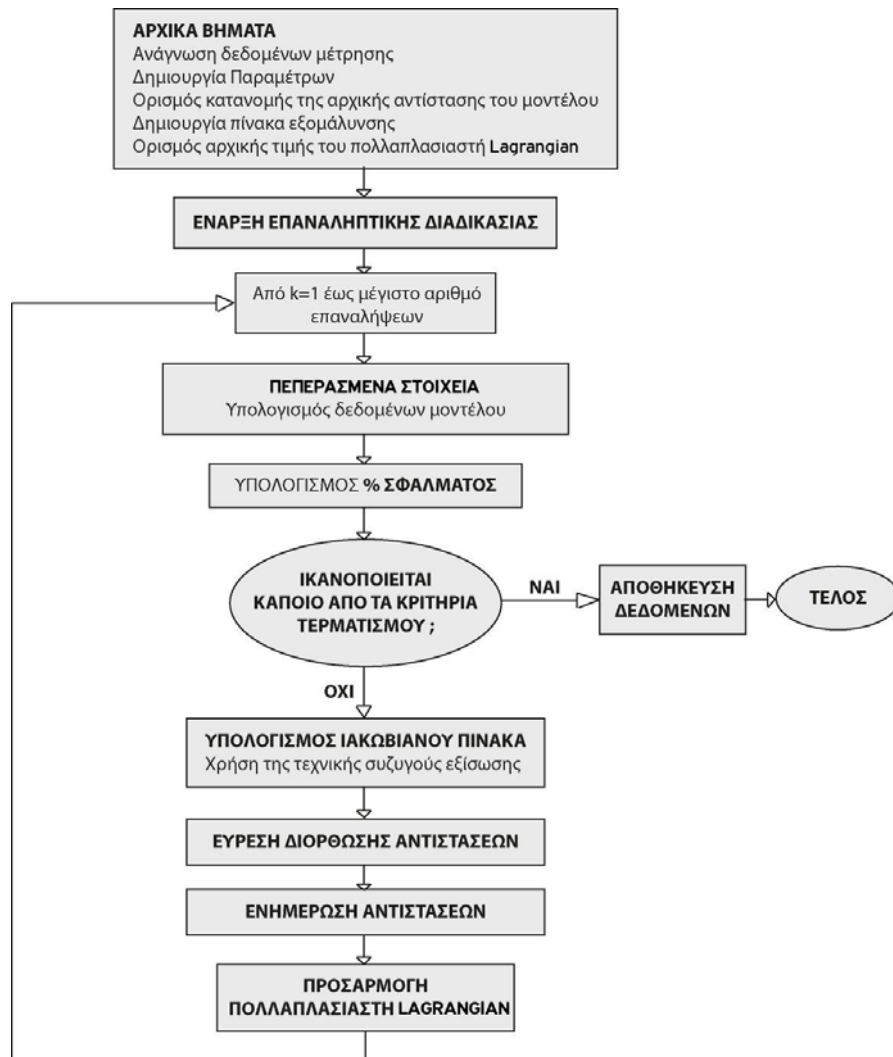 ΑΡΧΙΚΑ ΒΗΜΑΤΑ
Ανάγνωση δεδομένων μέτρησης
Δημιουργία Παραμέτρων
Ορισμός κατανομής της αρχικής αντίστασης του μοντέλου
Δημιουργία πίνακα εξομάλυνσης
Ορισμός αρχικής τιμής του πολλαπλασιαστή Lagrangian
ΕΝΑΡΞΗ ΕΠΑΝΑΛΗΠΤΙΚΗΣ ΔΙΑΔΙΚΑΣΙΑΣ
Από k=1 έως μέγιστο αριθμό
επαναλήψεων
ΠΕΠΕΡΑΣΜΕΝΑ ΣΤΟΙΧΕΙΑ
Υπολογισμός δεδομένων μοντέλου
ΥΠΟΛΟΓΙΣΜΟΣ % ΣΦΑΛΜΑΤΟΣ
ΙΚΑΝΟΠΟΙΕΙΤΑΙ
ΚΑΠΟΙΟ ΑΠΟ ΤΑ ΚΡΙΤΗΡΙΑ
ΤΕΡΜΑΤΙΣΜΟΥ ;
ΝΑΙ
ΑΠΟΘΗΚΕΥΣΗ
ΔΕΔΟΜΕΝΩΝ
ΤΕΛΟΣ
ΟΧΙ
ΥΠΟΛΟΓΙΣΜΟΣ ΙΑΚΩΒΙΑΝΟΥ ΠΙΝΑΚΑ
Χρήση της τεχνικής συζυγούς εξίσωσης
ΕΥΡΕΣΗ ΔΙΟΡΘΩΣΗΣ ΑΝΤΙΣΤΑΣΕΩΝ
ΕΝΗΜΕΡΩΣΗ ΑΝΤΙΣΤΑΣΕΩΝ
ΠΡΟΣΑΡΜΟΓΗ
ΠΟΛΛΑΠΛΑΣΙΑΣΤΗ LAGRANGIAN